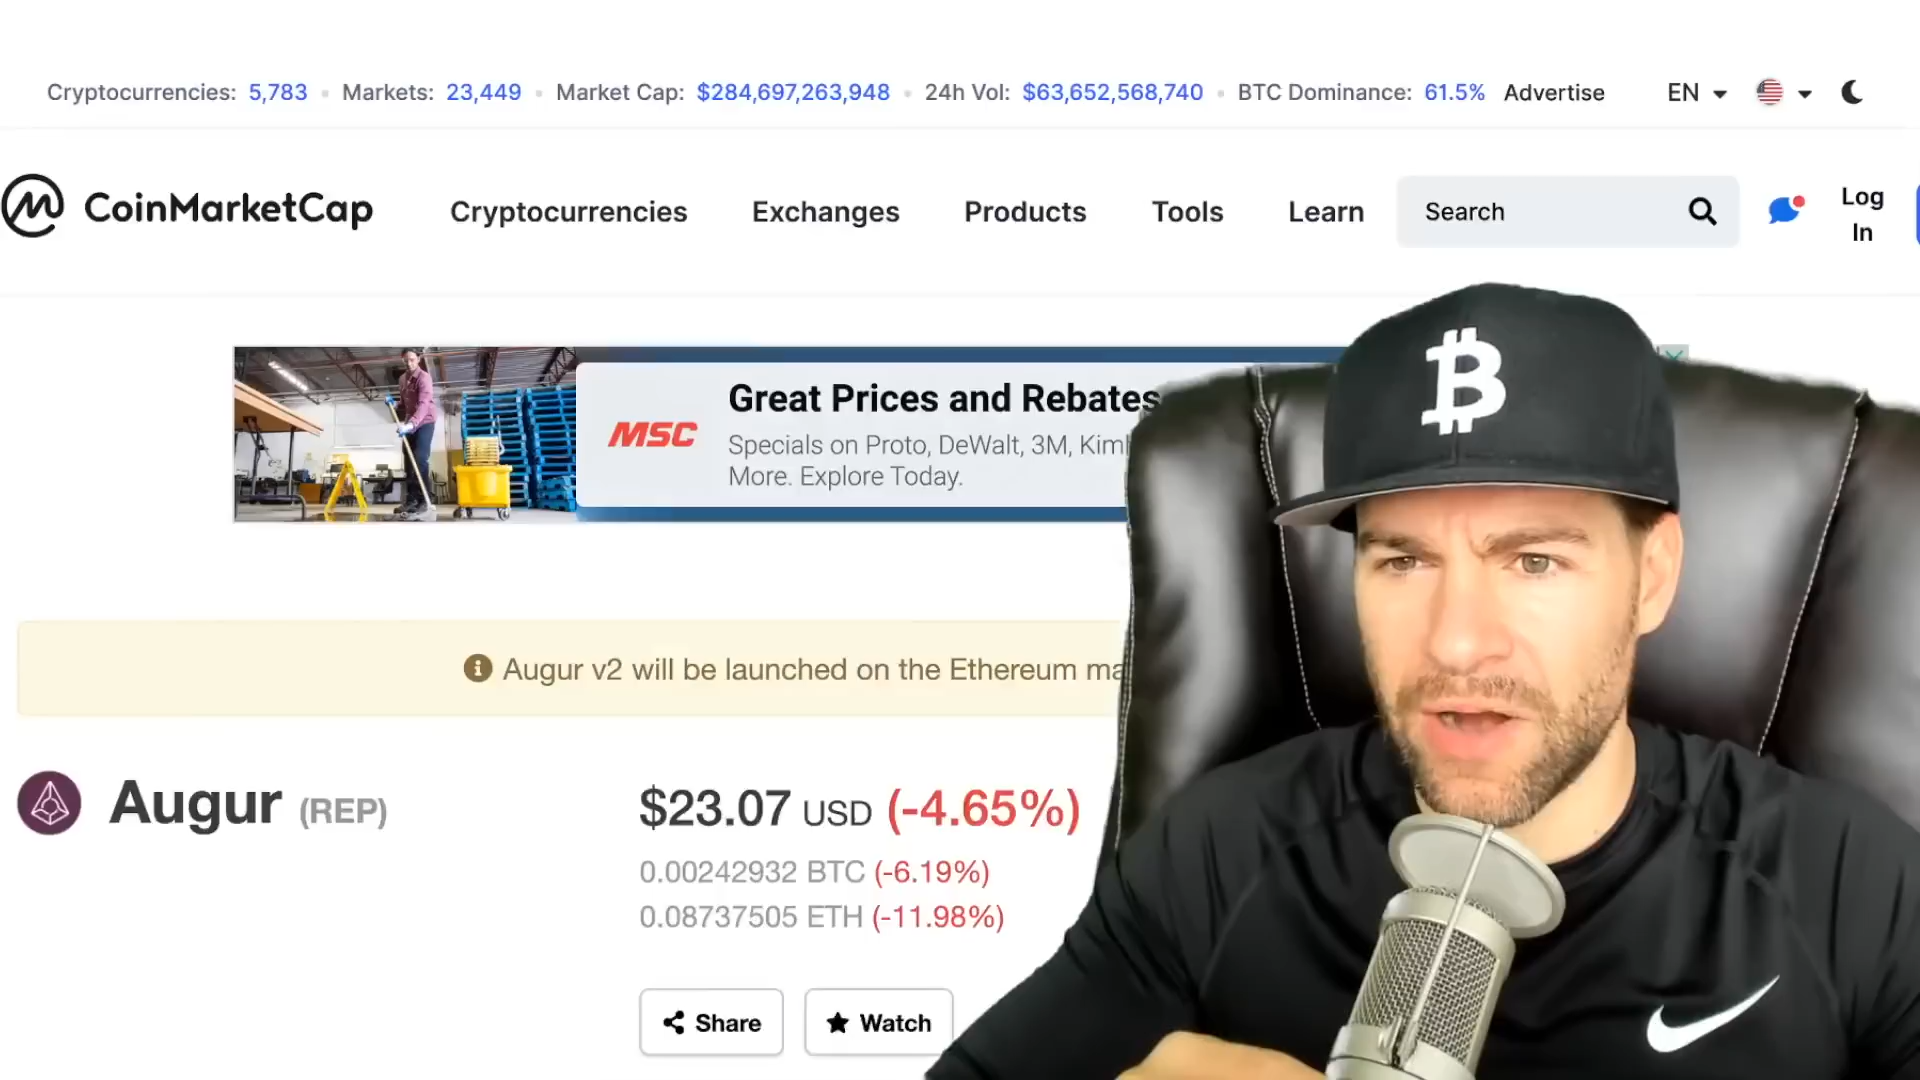 Cryptocurrencies: 5,783 • Markets: 23,449 • Market Cap: $284,697,263,948 • 24h Vol: $63,652,568,740 • BTC Dominance: 61.5% Advertise EN
CoinMarketCap Cryptocurrencies Exchanges Products Tools Learn Search Log In
Great Prices and Rebates
MSC
Specials on Proto, DeWalt, 3M,
More. Explore Today.
Augur v2 will be launched on the Ethereum
Augur (REP) $23.07 USD (-4.65%)
0.00242932 BTC (-6.19%)
0.08737505 ETH (-11.98%)
Share Watch